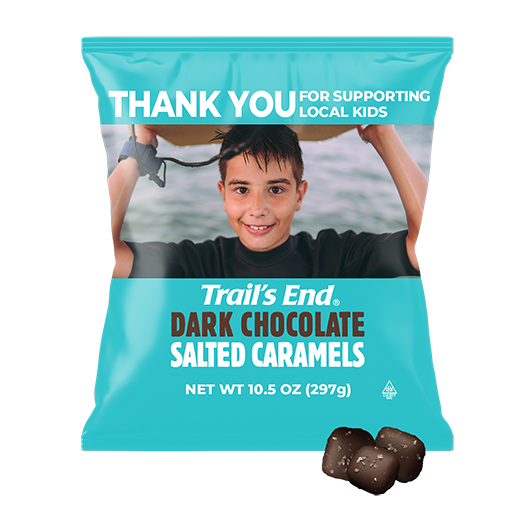 THANK YOU FOR SUPPORTING
LOCAL KIDS
Trail's End®
DARK CHOCOLATE
SALTED CARAMELS
NET WT 10.5 OZ (297g)